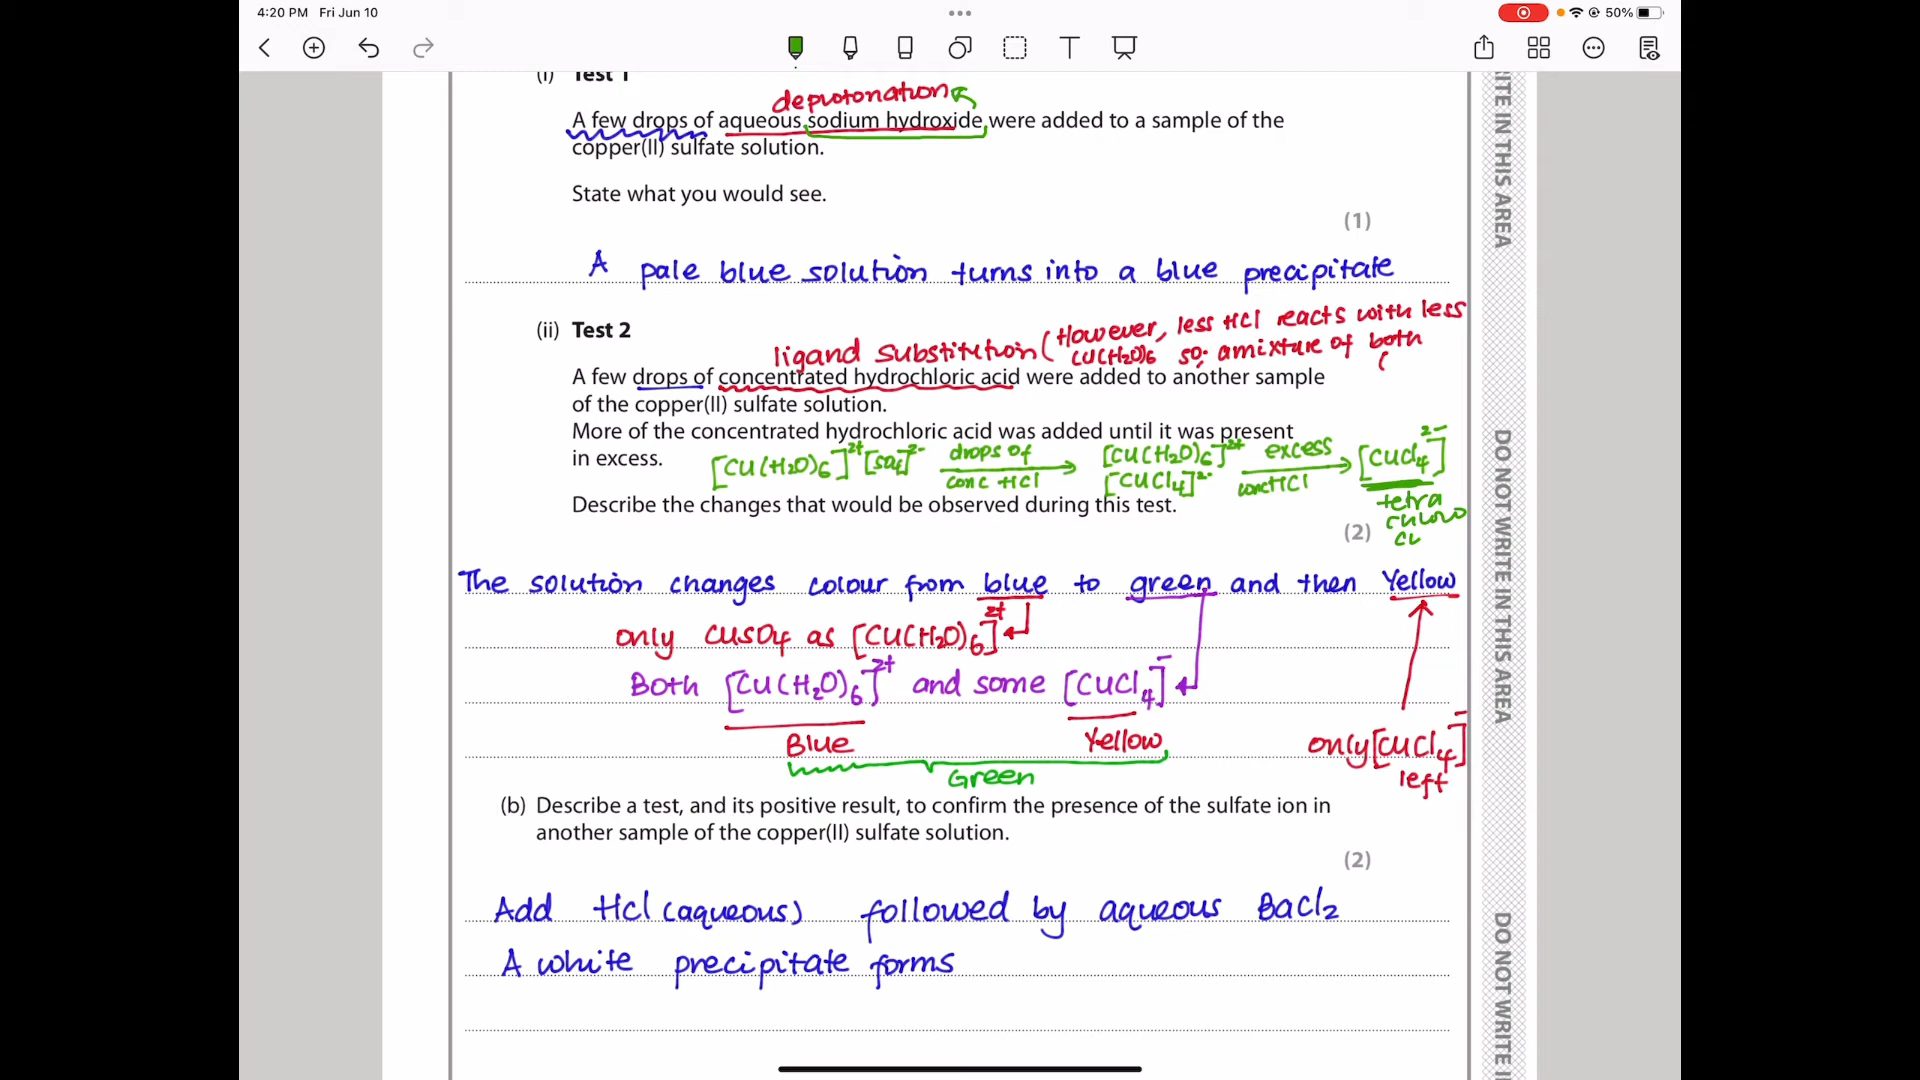 4:20 PM Fri Jun 10
50%
(i) Test 1
deprotonation
A few drops of aqueous sodium hydroxide were added to a sample of the
copper(II) sulfate solution.
State what you would see.
(1)
A pale blue solution turns into a blue precipitate
(ii) Test 2
ligand substitution (However, less HCl reacts with less
Cu(H₂O)6 so; a mixture of both
(
A few drops of concentrated hydrochloric acid were added to another sample
of the copper(II) sulfate solution.
More of the concentrated hydrochloric acid was added until it was present
in excess.
[Cu(H₂O)6]²⁺[SO4]²⁻ drops of conc HCl [Cu(H₂O)6]²⁺ [CuCl4]²⁻ excess conc HCl [CuCl4]²⁻
tetra
chloro
cu
Describe the changes that would be observed during this test.
(2)
The solution changes colour from blue to green and then Yellow
only CuSO4 as [Cu(H₂O)6]²⁺
Both [Cu(H₂O)6]²⁺ and some [CuCl4]⁻
Blue Yellow
Green
only [CuCl4]⁻
left
(b) Describe a test, and its positive result, to confirm the presence of the sulfate ion in
another sample of the copper(II) sulfate solution.
(2)
Add HCl (aqueous) followed by aqueous BaCl2
A white precipitate forms
ITE IN THIS AREA
DO NOT WRITE IN THIS AREA
DO NOT WRITE I